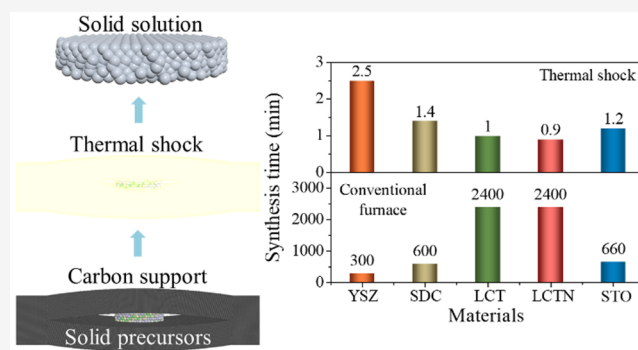 Solid solution
Thermal shock
Carbon support
Solid precursors
Synthesis time (min)
3
2
1
0
Thermal shock
2.5
1.4
1
0.9
1.2
3000
2000
1000
0
Conventional
furnace
300
600
2400
2400
660
YSZ
SDC
LCT
LCTN
STO
Materials